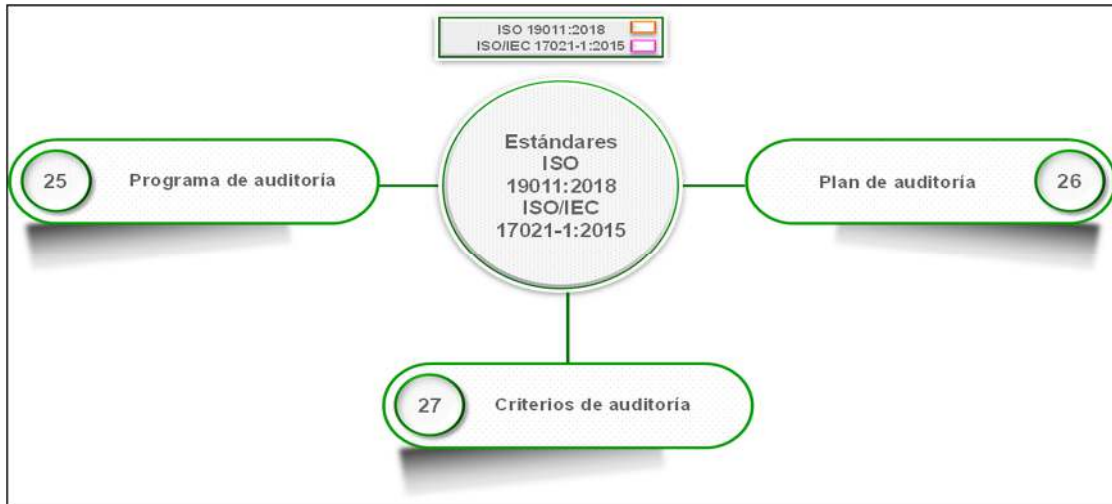 ISO 19011:2018
ISO/IEC 17021-1:2015
Estándares
ISO
19011:2018
ISO/IEC
17021-1:2015
25
Programa de auditoría
Plan de auditoría
26
27
Criterios de auditoría